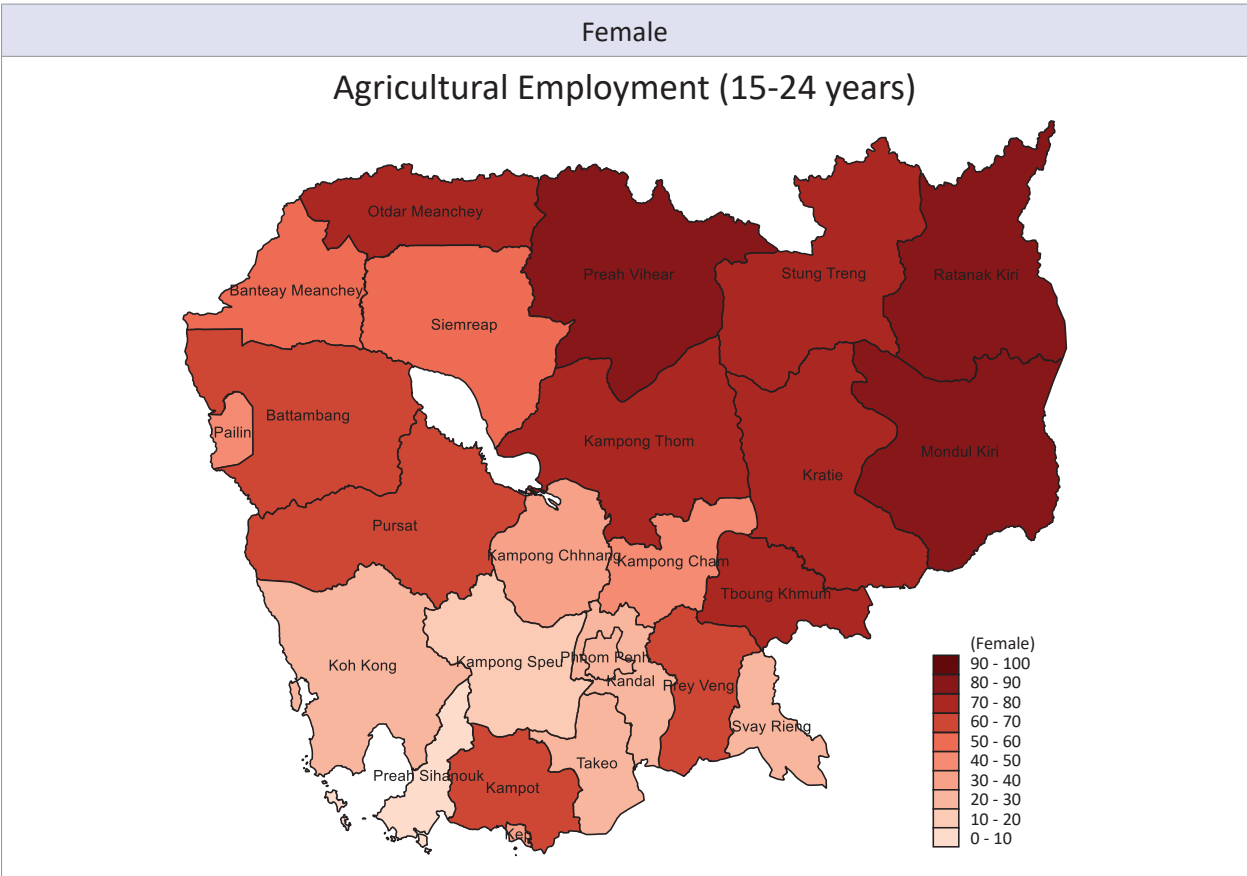 Female
Agricultural Employment (15-24 years)
Otdar Meanchey
Preah Vihear
Stung Treng
Ratanak Kiri
Banteay Meanchey
Siemreap
Battambang
Pailin
Kampong Thom
Mondul Kiri
Kratie
Pursat
Kampong Chhnang
Kampong Cham
Tboung Khmum
Koh Kong
Kampong Speu
Phnom Penh
Kandal
Prey Veng
Svay Rieng
Takeo
Preah Sihanouk
Kampot
Kep
(Female)
90 - 100
80 - 90
70 - 80
60 - 70
50 - 60
40 - 50
30 - 40
20 - 30
10 - 20
0 - 10